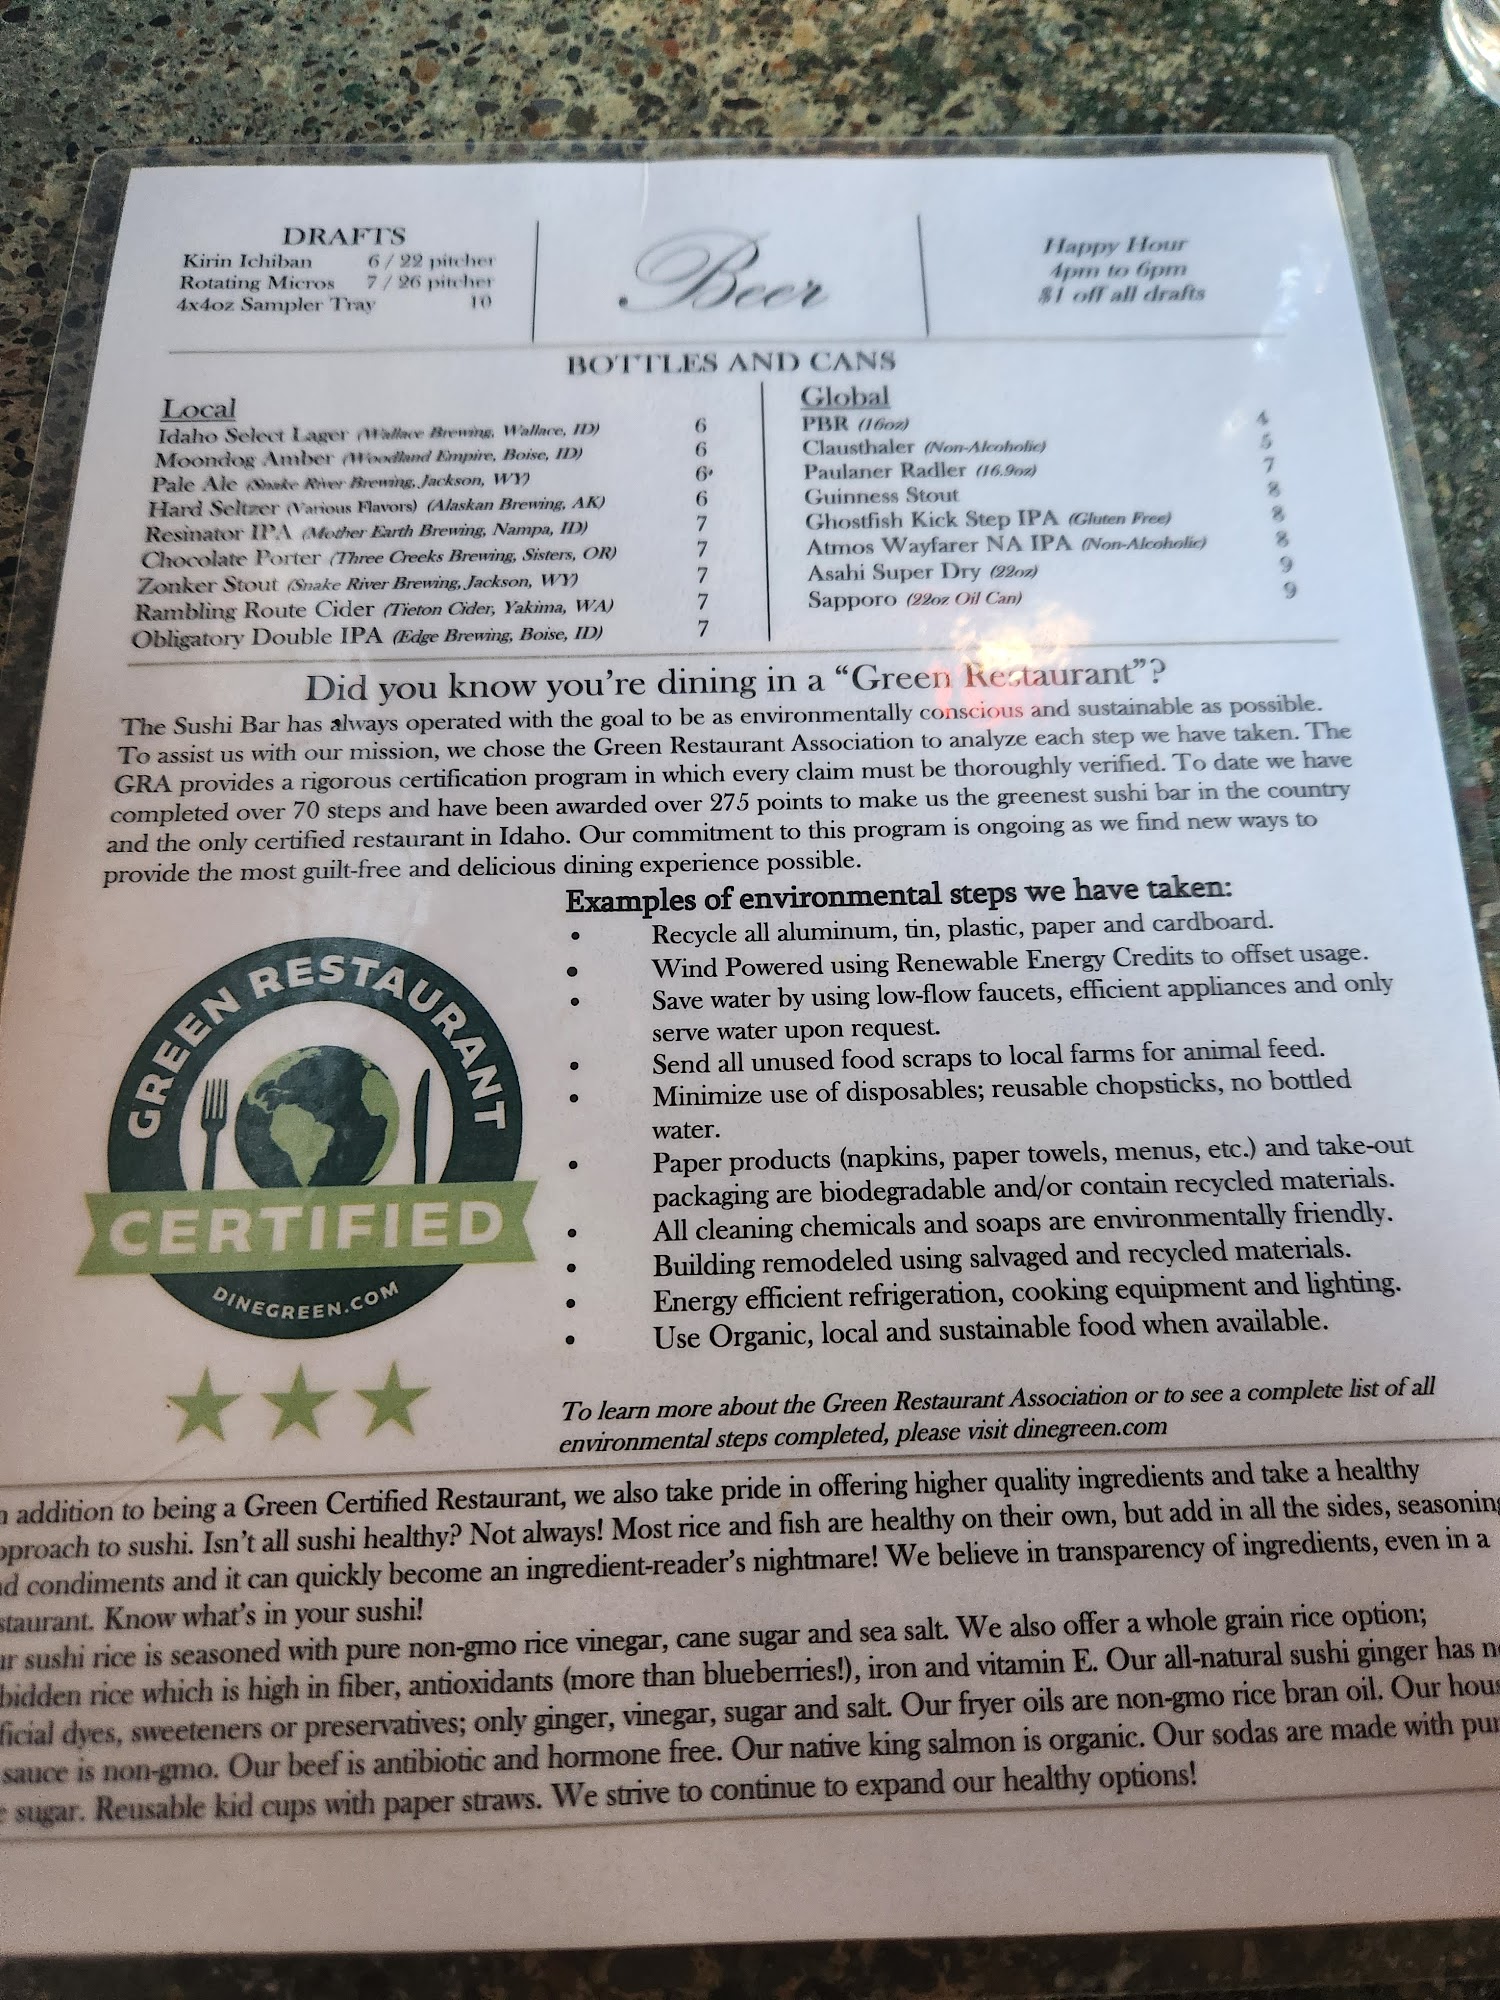 DRAFTS
Kirin Ichiban 6 / 22 pitcher
Rotating Micros 7 / 26 pitcher
4x4oz Sampler Tray 10
Beer
Happy Hour
4pm to 6pm
$1 off all drafts
BOTTLES AND CANS
Local
Idaho Select Lager (Wallace Brewing, Wallace, ID) 6
Moondog Amber (Woodland Empire, Boise, ID) 6
Pale Ale (Snake River Brewing, Jackson, WY) 6
Hard Seltzer (Various Flavors) (Alaskan Brewing, AK) 6
Resinator IPA (Mother Earth Brewing, Nampa, ID) 7
Chocolate Porter (Three Creeks Brewing, Sisters, OR) 7
Zonker Stout (Snake River Brewing, Jackson, WY) 7
Rambling Route Cider (Tieton Cider, Yakima, WA) 7
Obligatory Double IPA (Edge Brewing, Boise, ID) 7
Global
PBR (16oz) 4
Clausthaler (Non-Alcoholic) 5
Paulaner Radler (16.9oz) 7
Guinness Stout 8
Ghostfish Kick Step IPA (Gluten Free) 8
Atmos Wayfarer NA IPA (Non-Alcoholic) 8
Asahi Super Dry (22oz) 9
Sapporo (22oz Oil Can) 9
Did you know you're dining in a "Green Restaurant"?
The Sushi Bar has always operated with the goal to be as environmentally conscious and sustainable as possible.
To assist us with our mission, we chose the Green Restaurant Association to analyze each step we have taken. The
GRA provides a rigorous certification program in which every claim must be thoroughly verified. To date we have
completed over 70 steps and have been awarded over 275 points to make us the greenest sushi bar in the country
and the only certified restaurant in Idaho. Our commitment to this program is ongoing as we find new ways to
provide the most guilt-free and delicious dining experience possible.
GREEN RESTAURANT
CERTIFIED
DINEGREEN.COM
Examples of environmental steps we have taken:
• Recycle all aluminum, tin, plastic, paper and cardboard.
• Wind Powered using Renewable Energy Credits to offset usage.
• Save water by using low-flow faucets, efficient appliances and only
serve water upon request.
• Send all unused food scraps to local farms for animal feed.
• Minimize use of disposables; reusable chopsticks, no bottled
water.
• Paper products (napkins, paper towels, menus, etc.) and take-out
packaging are biodegradable and/or contain recycled materials.
• All cleaning chemicals and soaps are environmentally friendly.
• Building remodeled using salvaged and recycled materials.
• Energy efficient refrigeration, cooking equipment and lighting.
• Use Organic, local and sustainable food when available.
To learn more about the Green Restaurant Association or to see a complete list of all
environmental steps completed, please visit dinegreen.com
addition to being a Green Certified Restaurant, we also take pride in offering higher quality ingredients and take a healthy
pproach to sushi. Isn't all sushi healthy? Not always! Most rice and fish are healthy on their own, but add in all the sides, seasoning
d condiments and it can quickly become an ingredient-reader's nightmare! We believe in transparency of ingredients, even in a
staurant. Know what's in your sushi!
ur sushi rice is seasoned with pure non-gmo rice vinegar, cane sugar and sea salt. We also offer a whole grain rice option;
bidden rice which is high in fiber, antioxidants (more than blueberries!), iron and vitamin E. Our all-natural sushi ginger has n
ficial dyes, sweeteners or preservatives; only ginger, vinegar, sugar and salt. Our fryer oils are non-gmo rice bran oil. Our hous
sauce is non-gmo. Our beef is antibiotic and hormone free. Our native king salmon is organic. Our sodas are made with pur
e sugar. Reusable kid cups with paper straws. We strive to continue to expand our healthy options!